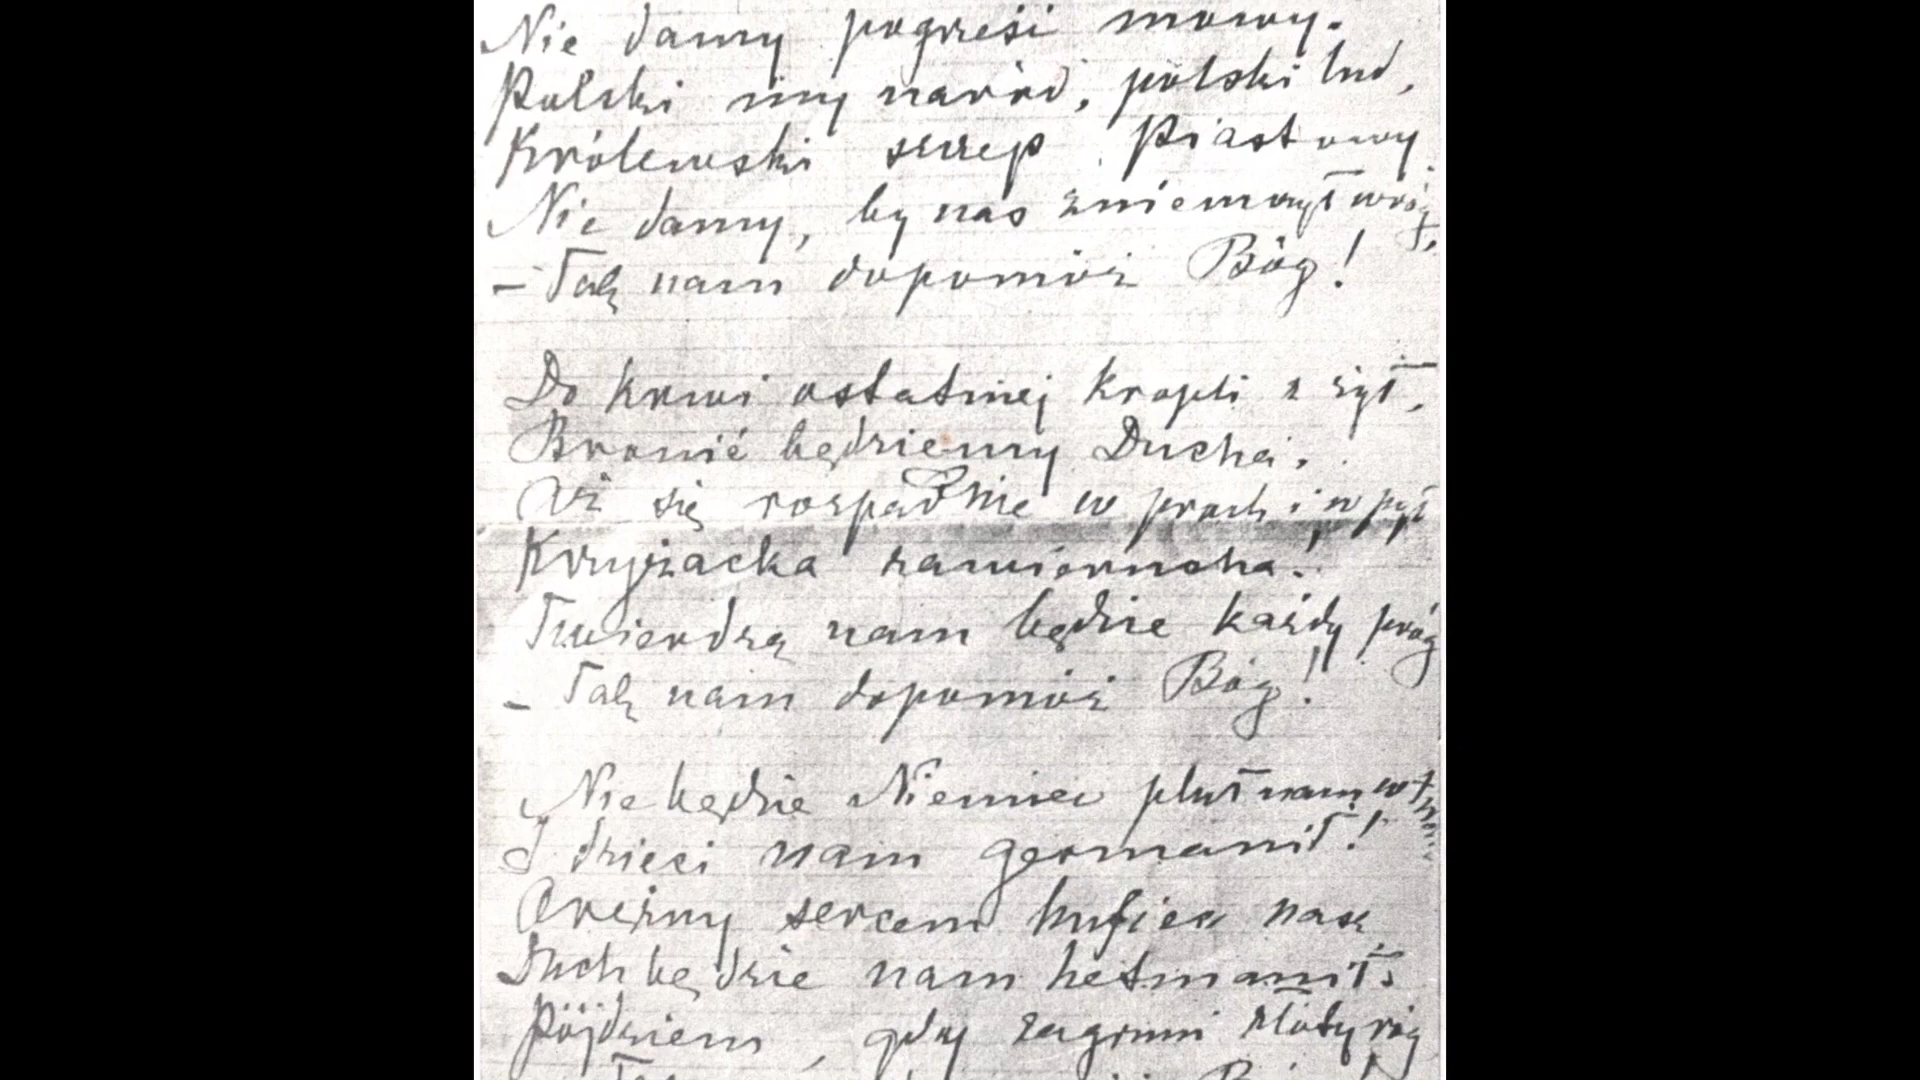 Nie damy pogrześć mowy.
Polski my naród, polski lud,
Królewski szczep Piastowy
Nie damy, by nas zniemczył wróg,
– Tak nam dopomóż Bóg!
Do krwi ostatniej kropli z żył,
Bronić będziemy Ducha,
Aż się rozpadnie w proch i w pył
Krzyżacka zawierucha.
Twierdzą nam będzie każdy próg
– Tak nam dopomóż Bóg!
Nie będzie Niemiec pluł nam w twarz
I dzieci nam germanił!
Orężny sercem hufiec nasz
Duch będzie nam hetmanił.
Pójdziem, gdy zagrzmi złoty róg